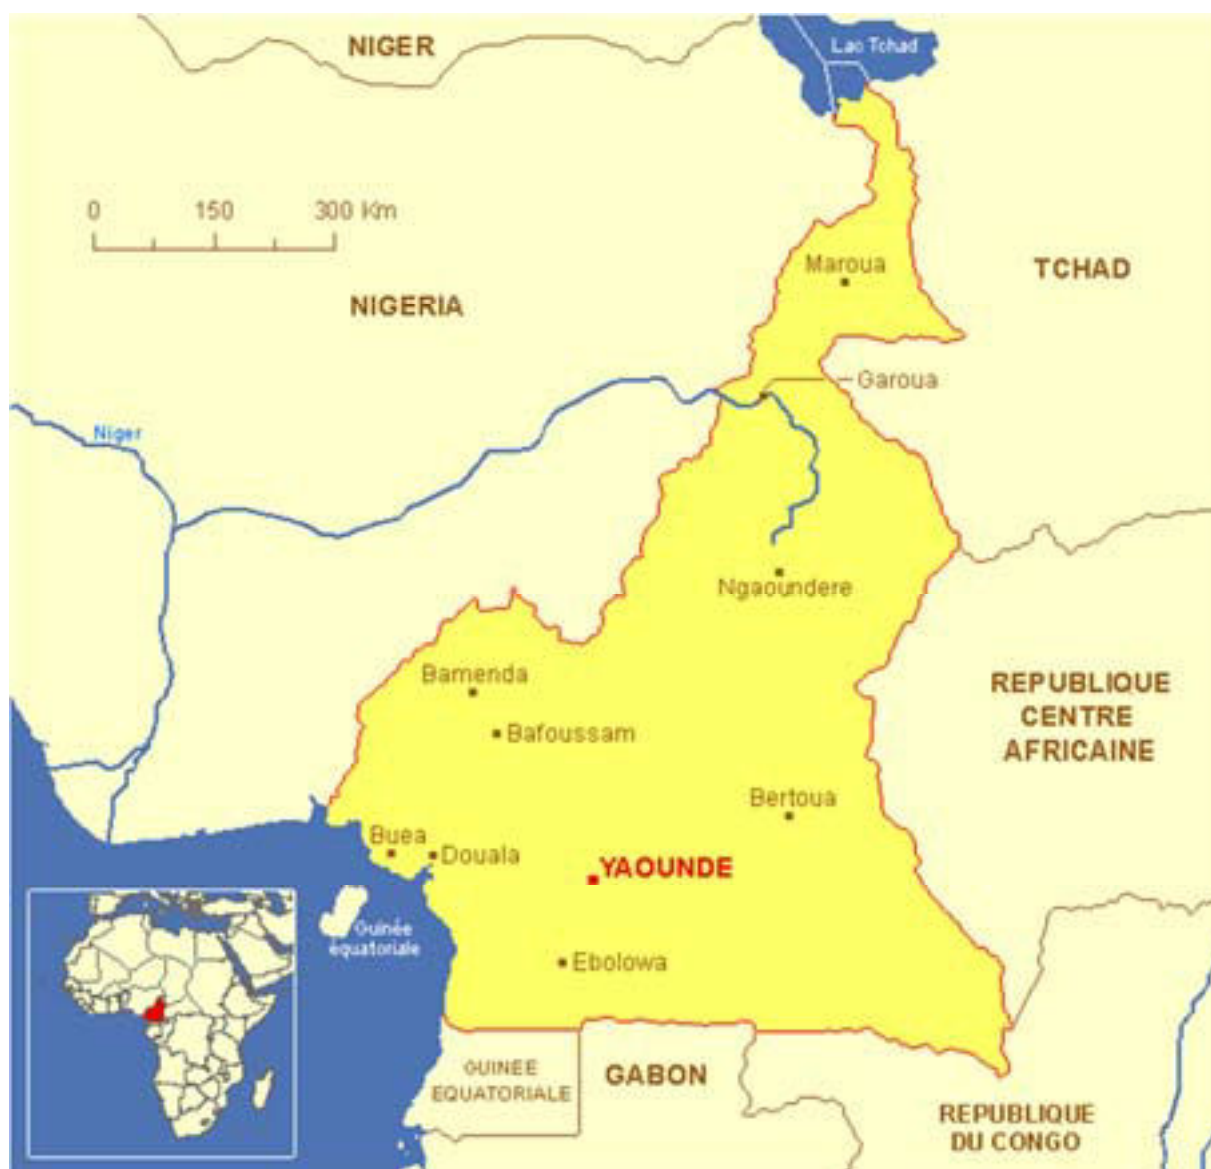 NIGER
Lac Tchad
0 150 300 Km
Maroua
TCHAD
NIGERIA
Garoua
Niger
Ngaoundere
Bamenda
REPUBLIQUE
CENTRE
AFRICAINE
Bafoussam
Bertoua
Buea
Douala
YAOUNDE
Guinée
équatoriale
Ebolowa
GUINEE
EQUATORIALE
GABON
REPUBLIQUE
DU CONGO